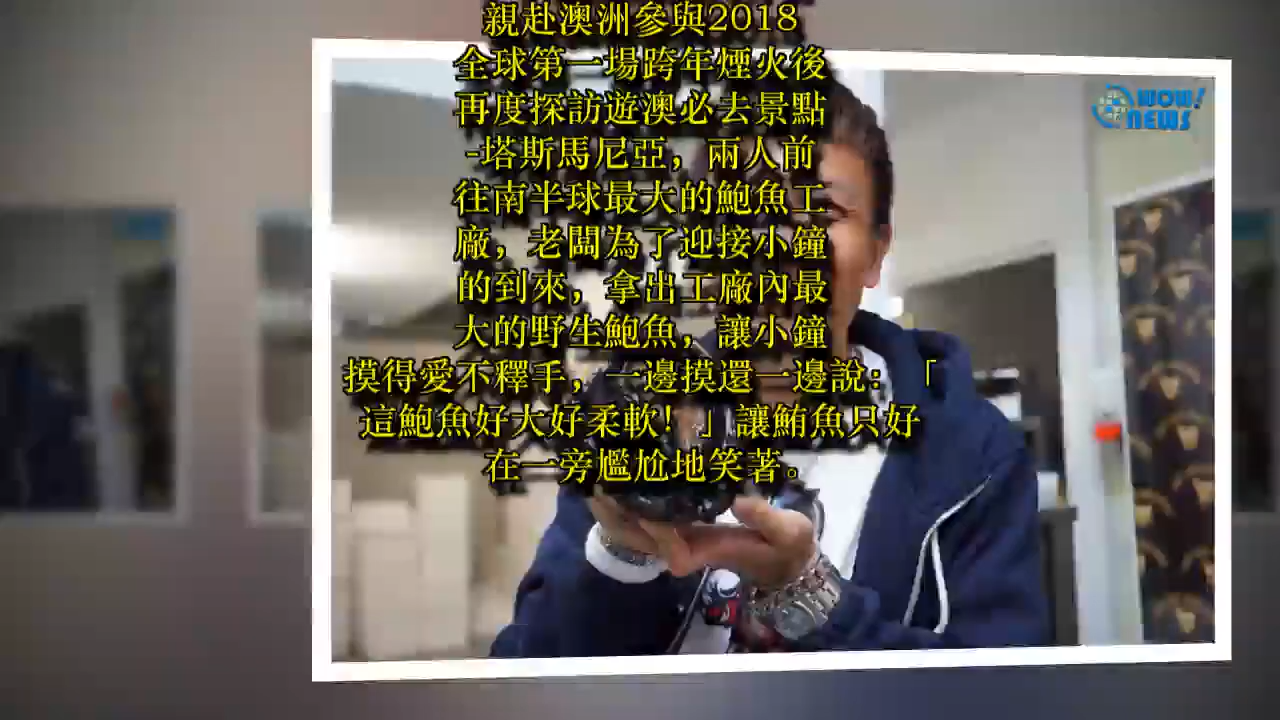 親赴澳洲參與2018
全球第一場跨年煙火後
再度探訪遊澳必去景點
-塔斯馬尼亞，兩人前
往南半球最大的鮑魚工
廠，老闆為了迎接小鐘
的到來，拿出工廠內最
大的野生鮑魚，讓小鐘
摸得愛不釋手，一邊摸還一邊說：「
這鮑魚好大好柔軟！」讓鮪魚只好
在一旁尷尬地笑著。
WOW!
NEWS